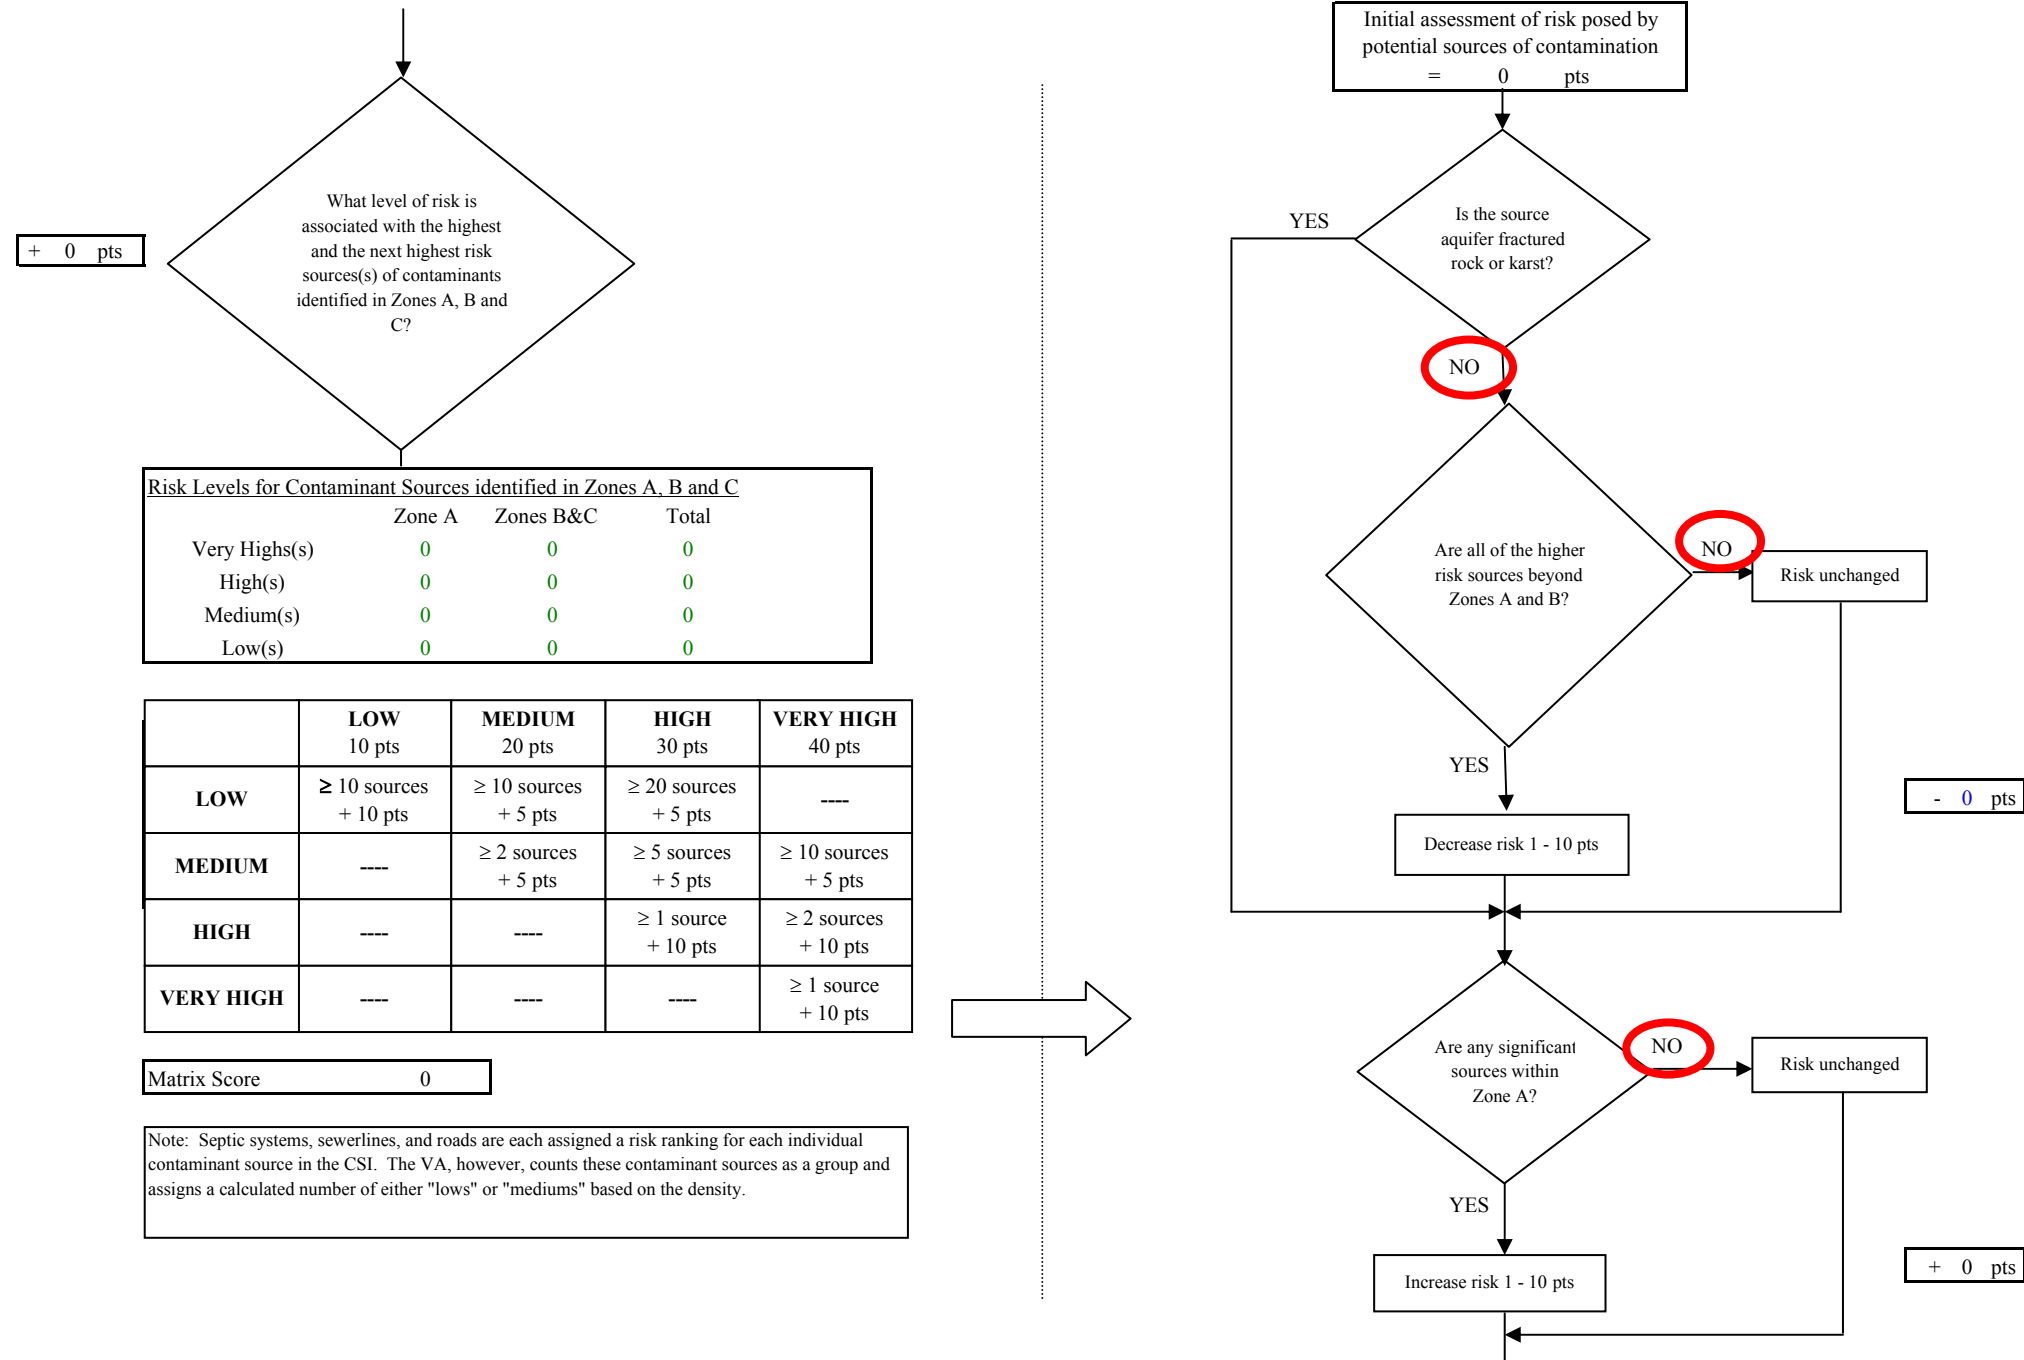 What level of risk is
associated with the highest
and the next highest risk
sources(s) of contaminants
identified in Zones A, B and
C?
+ 0 pts
Risk Levels for Contaminant Sources identified in Zones A, B and C
Zone A Zones B&C Total
Very Highs(s) 0 0 0
High(s) 0 0 0
Medium(s) 0 0 0
Low(s) 0 0 0
LOW MEDIUM HIGH VERY HIGH
10 pts 20 pts 30 pts 40 pts
LOW ≥ 10 sources ≥ 10 sources ≥ 20 sources ----
+ 10 pts + 5 pts + 5 pts
MEDIUM ---- ≥ 2 sources ≥ 5 sources ≥ 10 sources
+ 5 pts + 5 pts + 5 pts
HIGH ---- ---- ≥ 1 source ≥ 2 sources
+ 10 pts + 10 pts
VERY HIGH ---- ---- ---- ≥ 1 source
+ 10 pts
Matrix Score 0
Note: Septic systems, sewerlines, and roads are each assigned a risk ranking for each individual
contaminant source in the CSI. The VA, however, counts these contaminant sources as a group and
assigns a calculated number of either "lows" or "mediums" based on the density.
Initial assessment of risk posed by
potential sources of contamination
= 0 pts
YES
Is the source
aquifer fractured
rock or karst?
NO
Are all of the higher
risk sources beyond
Zones A and B?
NO
Risk unchanged
YES
- 0 pts
Decrease risk 1 - 10 pts
Are any significant
sources within
Zone A?
NO
Risk unchanged
YES
+ 0 pts
Increase risk 1 - 10 pts